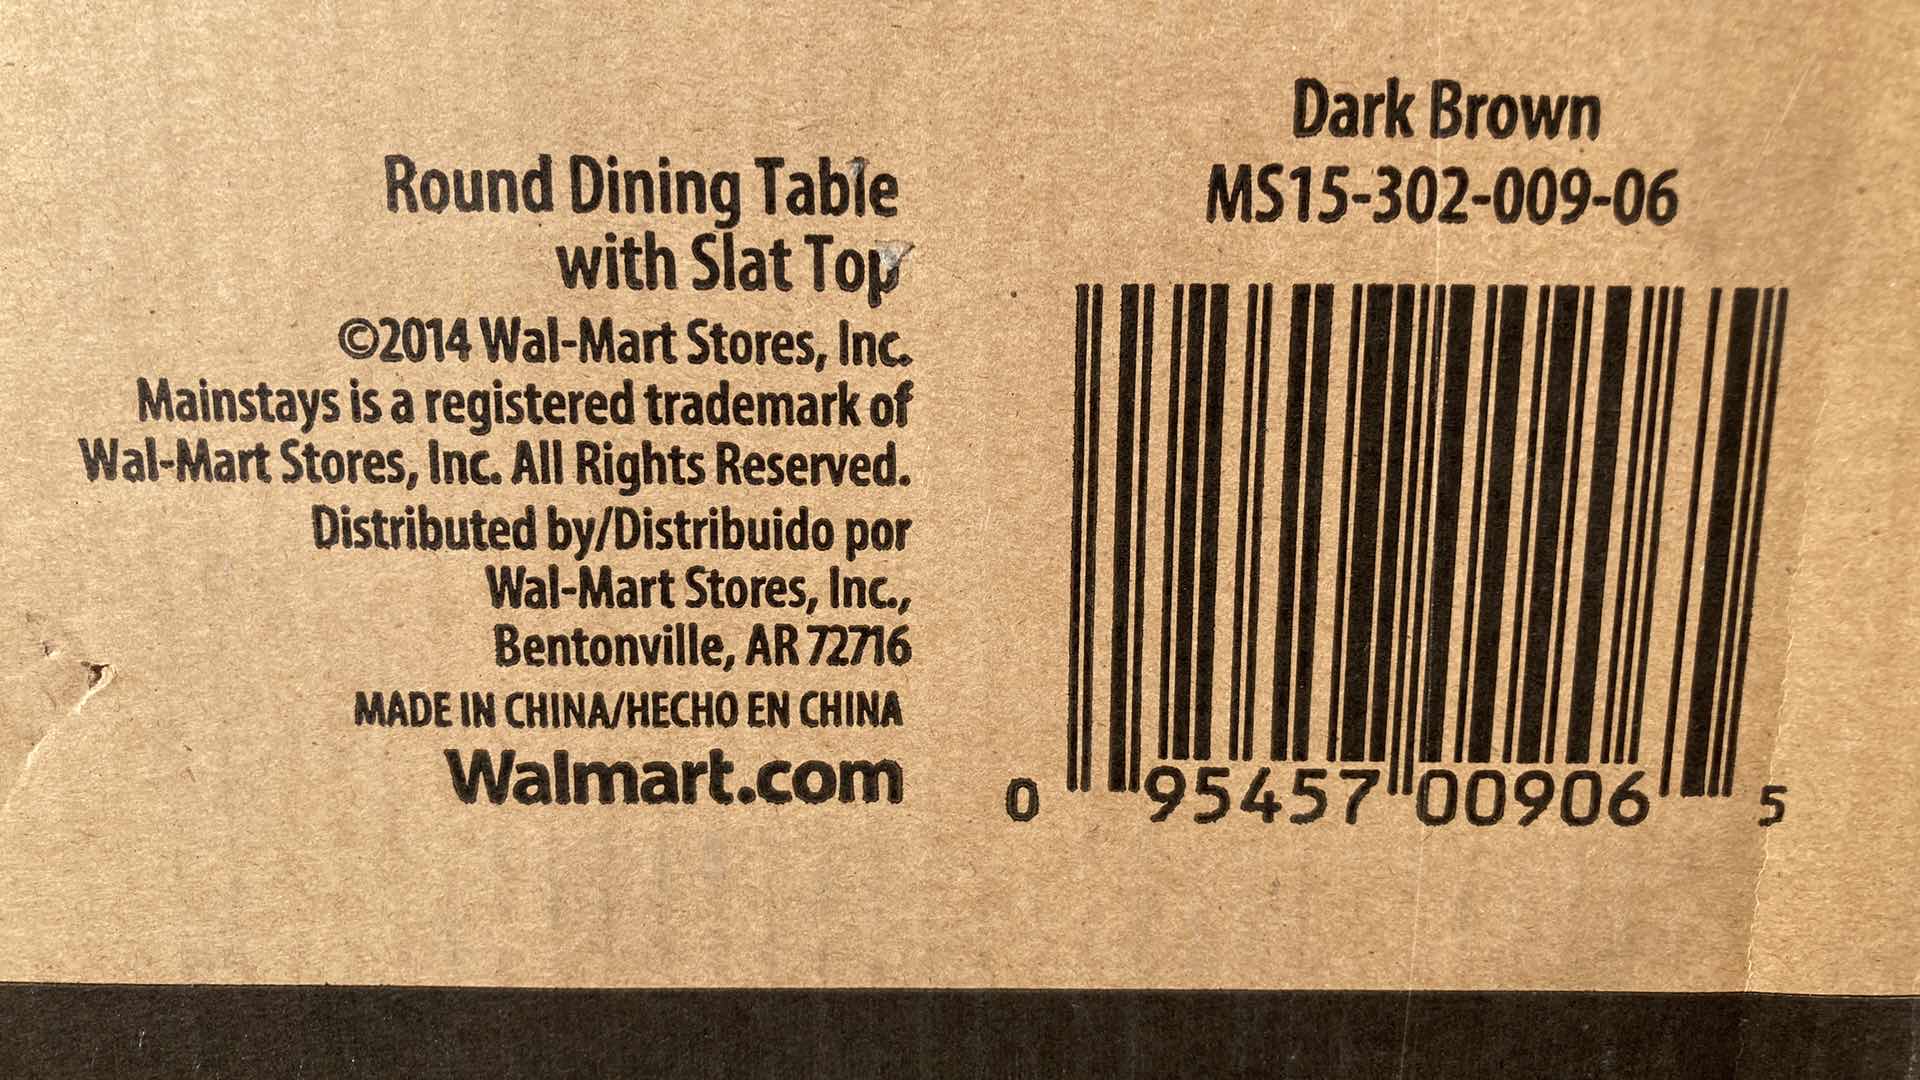 Round Dining Table
with Slat Top
©2014 Wal-Mart Stores, Inc.
Mainstays is a registered trademark of
Wal-Mart Stores, Inc. All Rights Reserved.
Distributed by/Distribuido por
Wal-Mart Stores, Inc.,
Bentonville, AR 72716
MADE IN CHINA/HECHO EN CHINA
Walmart.com
Dark Brown
MS15-302-009-06
0 95457 00906 5